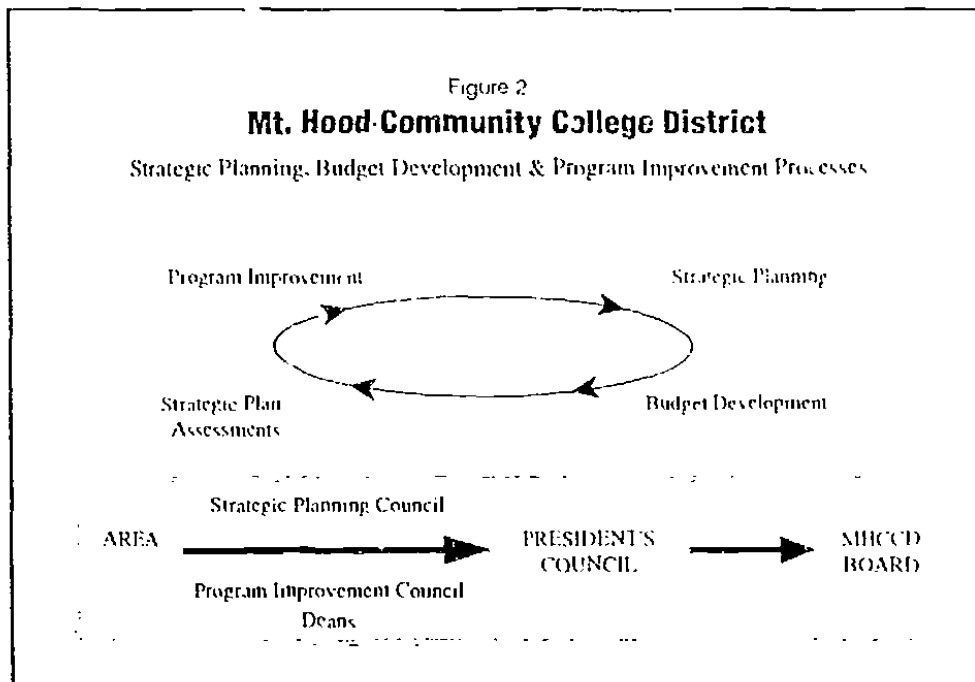 Figure 2
Mt. Hood Community College District
Strategic Planning, Budget Development & Program Improvement Processes
Program Improvement
Strategic Planning
Strategic Plan
Assessments
Budget Development
Strategic Planning Council
AREA
PRESIDENT'S
COUNCIL
MHCCD
BOARD
Program Improvement Council
Deans